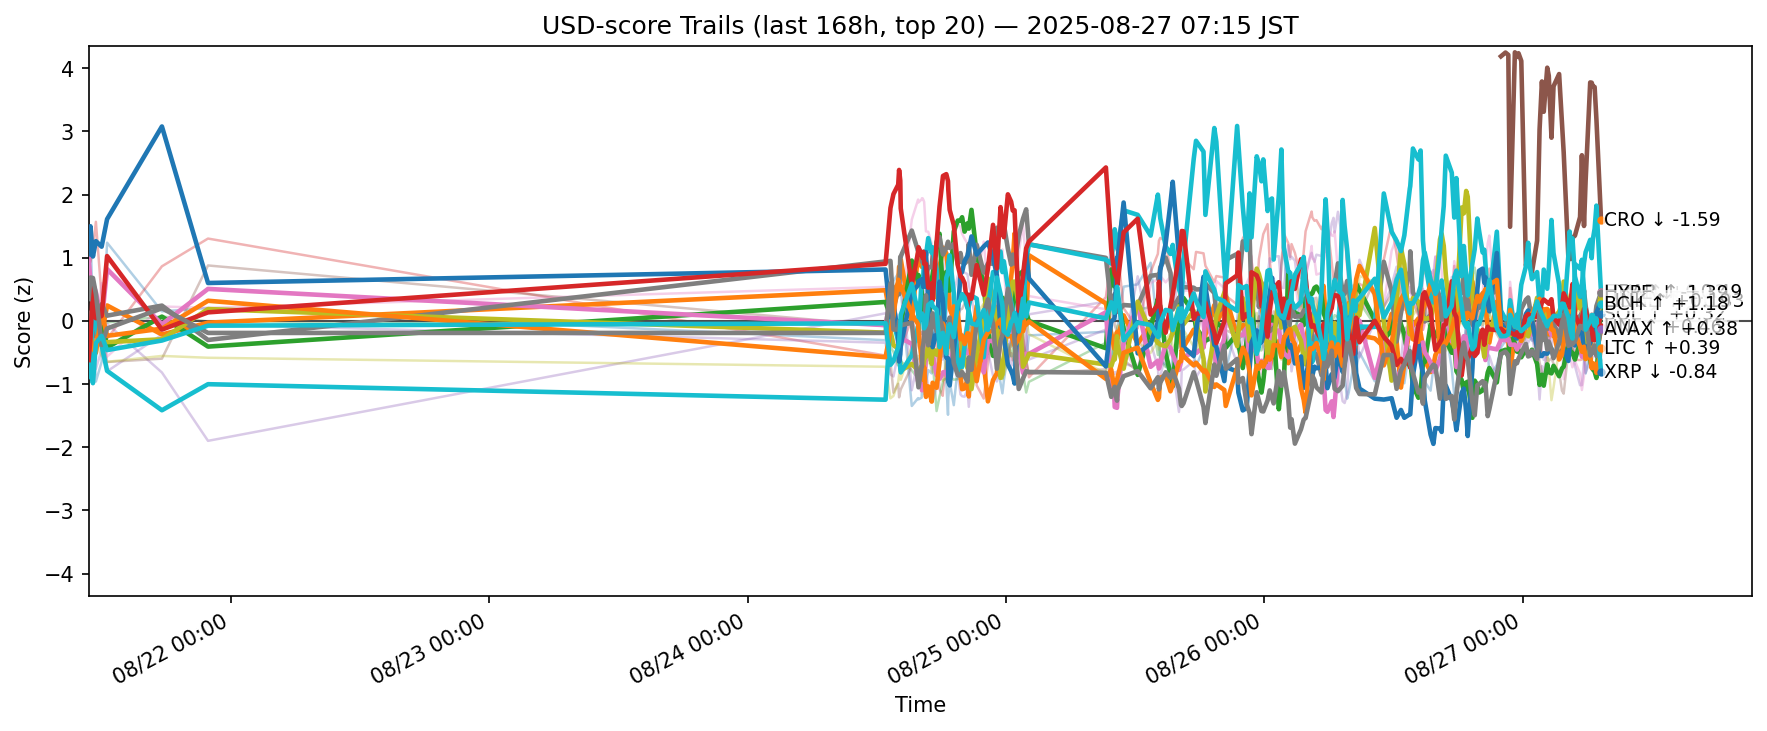 USD-score Trails (last 168h, top 20) — 2025-08-27 07:15 JST
Score (z)
4
3
2
1
0
−1
−2
−3
−4
CRO ↓ -1.59
BCH ↑ +1.18
AVAX ↑ +0.38
LTC ↑ +0.39
XRP ↓ -0.84
08/22 00:00
08/23 00:00
08/24 00:00
08/25 00:00
08/26 00:00
08/27 00:00
Time